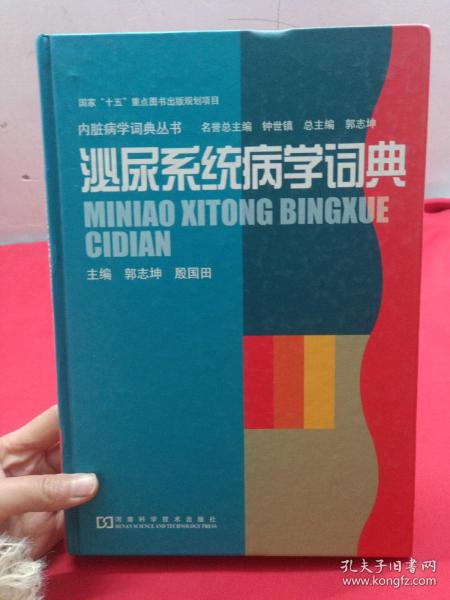 国家“十五”重点图书出版规划项目
内脏病学词典丛书 名誉总主编 钟世镇 总主编 郭志坤
泌尿系统病学词典
MINIAO XITONG BINGXUE
CIDIAN
主编 郭志坤 殷国田
河南科学技术出版社
HENAN SCIENCE AND TECHNOLOGY PRESS
孔夫子旧书网
www.kongfz.com